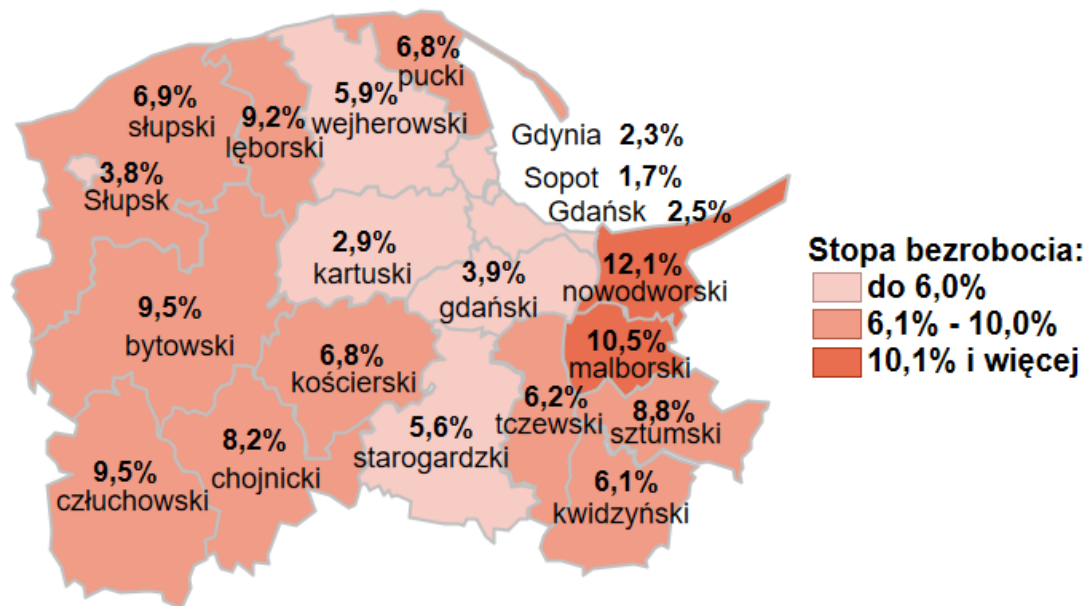 6,8%
pucki
6,9%
słupski
9,2%
lęborski
5,9%
wejherowski
Gdynia 2,3%
Sopot 1,7%
Gdańsk 2,5%
3,8%
Słupsk
2,9%
kartuski
3,9%
gdański
12,1%
nowodworski
9,5%
bytowski
6,8%
kościerski
10,5%
malborski
6,2%
tczewski
8,8%
sztumski
5,6%
starogardzki
8,2%
chojnicki
9,5%
człuchowski
6,1%
kwidzyński
Stopa bezrobocia:
do 6,0%
6,1% - 10,0%
10,1% i więcej